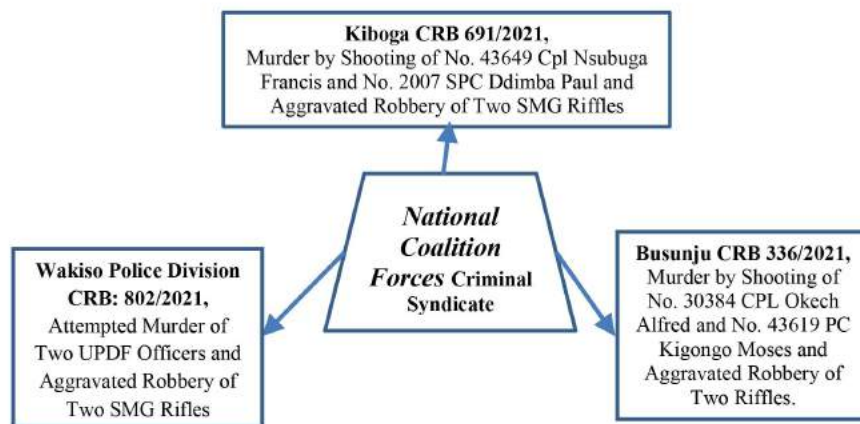 Kiboga CRB 691/2021,
Murder by Shooting of No. 43649 Cpl Nsubuga
Francis and No. 2007 SPC Ddimba Paul and
Aggravated Robbery of Two SMG Riffles
National
Coalition
Forces Criminal
Syndicate
Wakiso Police Division
CRB: 802/2021,
Attempted Murder of
Two UPDF Officers and
Aggravated Robbery of
Two SMG Rifles
Busunju CRB 336/2021,
Murder by Shooting of
No. 30384 CPL Okech
Alfred and No. 43619 PC
Kigongo Moses and
Aggravated Robbery of
Two Riffles.